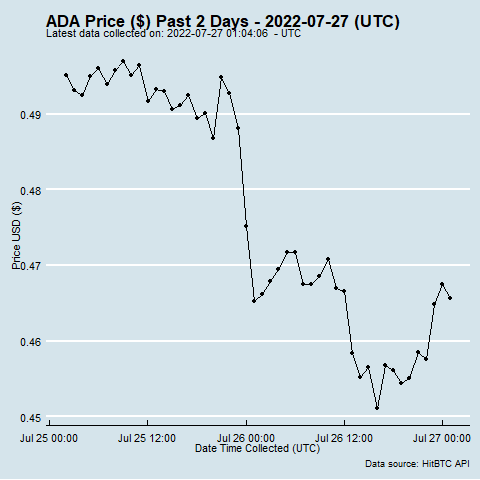 ADA Price ($) Past 2 Days - 2022-07-27 (UTC)
Latest data collected on: 2022-07-27 01:04:06 - UTC
0.49
0.48
0.47
0.46
0.45
Price USD ($)
Jul 25 00:00
Jul 25 12:00
Jul 26 00:00
Jul 26 12:00
Jul 27 00:00
Date Time Collected (UTC)
Data source: HitBTC API